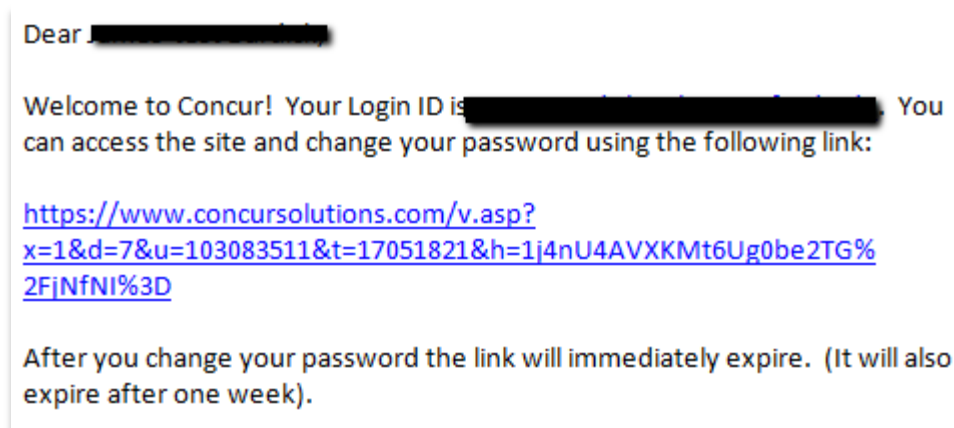 Dear
Welcome to Concur! Your Login ID is . You
can access the site and change your password using the following link:
https://www.concursolutions.com/v.asp?
x=1&d=7&u=103083511&t=17051821&h=1j4nU4AVXKMt6Ug0be2TG%
2FjNfNI%3D
After you change your password the link will immediately expire. (It will also
expire after one week).